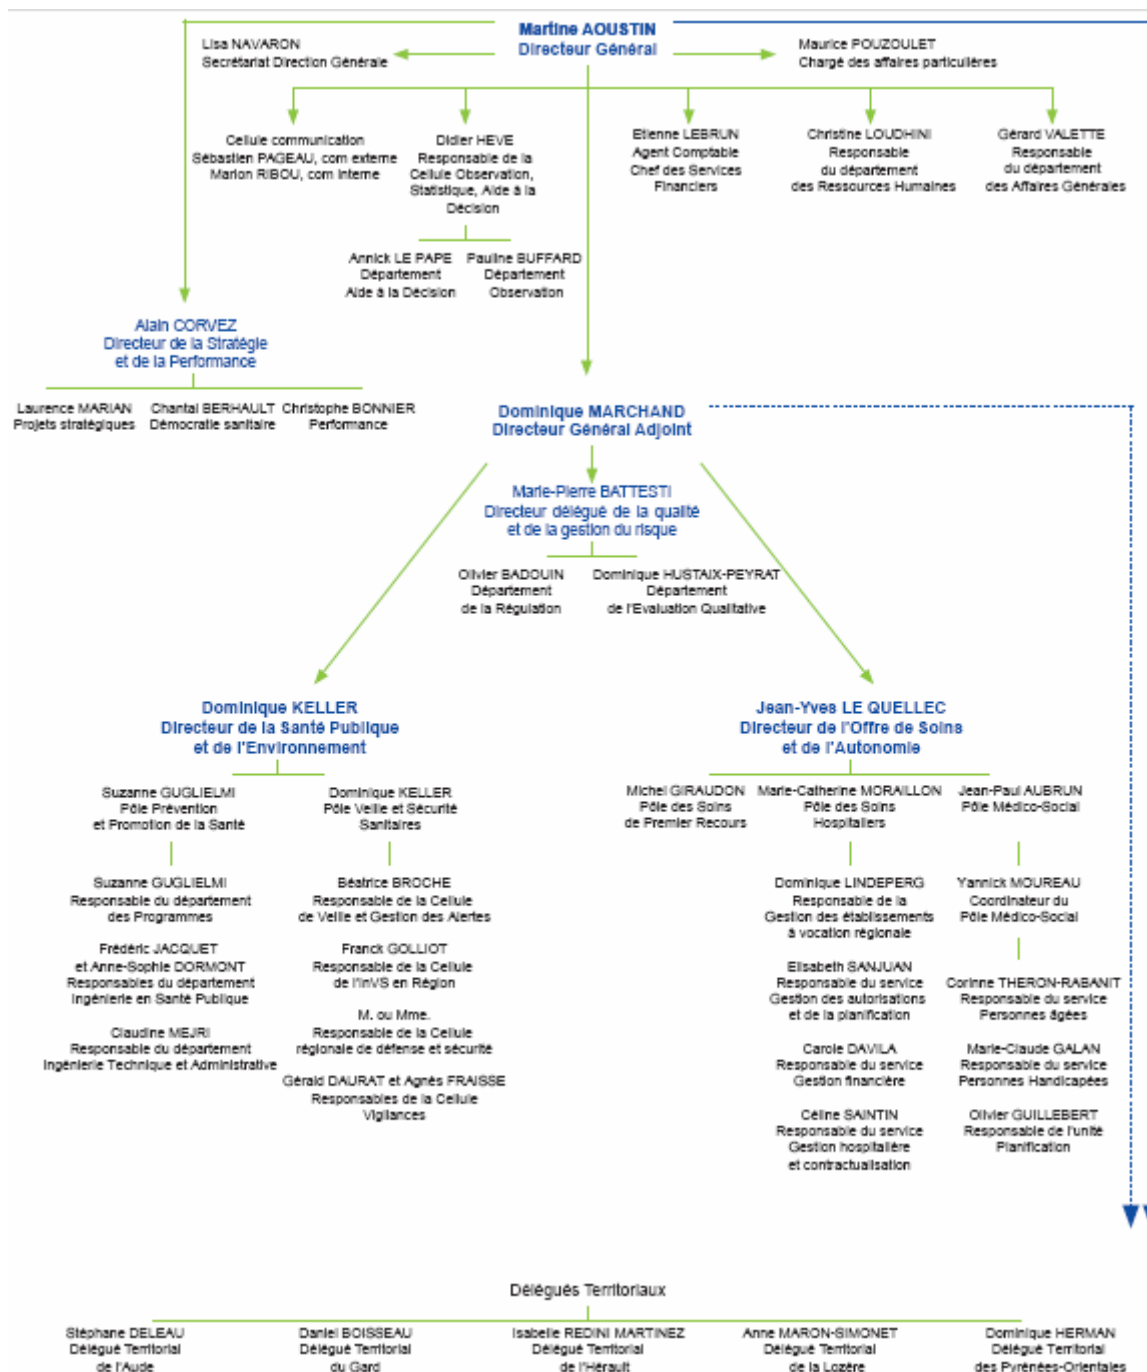 Martine AOUSTIN
Directeur Général
Lisa NAVARON
Secrétariat Direction Générale
Maurice POUZOULET
Chargé des affaires particulières
Cellule communication
Sébastien PAGEAU, com externe
Marion RIBOU, com interne
Didier HEVE
Responsable de la
Cellule Observation,
Statistique, Aide à la
Décision
Etienne LEBRUN
Agent Comptable
Chef des Services
Financiers
Christine LOUDHINI
Responsable
du département
des Ressources Humaines
Gérard VALETTE
Responsable
du département
des Affaires Générales
Annick LE PAPE
Département
Aide à la Décision
Pauline BUFFARD
Département
Observation
Alain CORVEZ
Directeur de la Stratégie
et de la Performance
Laurence MARIAN
Projets stratégiques
Chantal BERHAULT
Démocratie sanitaire
Christophe BONNIER
Performance
Dominique MARCHAND
Directeur Général Adjoint
Marie-Pierre BATTESTI
Directeur délégué de la qualité
et de la gestion du risque
Olivier BADOUIN
Département
de la Régulation
Dominique HUSTAIX-PEYRAT
Département
de l'Evaluation Qualitative
Dominique KELLER
Directeur de la Santé Publique
et de l'Environnement
Suzanne GUGLIELMI
Pôle Prévention
et Promotion de la Santé
Dominique KELLER
Pôle Veille et Sécurité
Sanitaires
Suzanne GUGLIELMI
Responsable du département
des Programmes
Frédéric JACQUET
et Anne-Sophie DORMONT
Responsables du département
Ingénierie en Santé Publique
Claudine MEJRI
Responsable du département
Ingénierie Technique et Administrative
Béatrice BROCHE
Responsable de la Cellule
de Veille et Gestion des Alertes
Franck GOLLIOT
Responsable de la Cellule
de l'InVS en Région
M. ou Mme.
Responsable de la Cellule
régionale de défense et sécurité
Gérald DAURAT et Agnès FRAISSE
Responsables de la Cellule
Vigilances
Jean-Yves LE QUELLEC
Directeur de l'Offre de Soins
et de l'Autonomie
Michel GIRAUDON
Pôle des Soins
de Premier Recours
Marie-Catherine MORAILLON
Pôle des Soins
Hospitaliers
Jean-Paul AUBRUN
Pôle Médico-Social
Dominique LINDEPERG
Responsable de la
Gestion des établissements
à vocation régionale
Elisabeth SANJUAN
Responsable du service
Gestion des autorisations
et de la planification
Carole DAVILA
Responsable du service
Gestion financière
Céline SAINTIN
Responsable du service
Gestion hospitalière
et contractualisation
Yannick MOUREAU
Coordinateur du
Pôle Médico-Social
Corinne THERON-RABANIT
Responsable du service
Personnes âgées
Marie-Claude GALAN
Responsable du service
Personnes Handicapées
Olivier GUILLEBERT
Responsable de l'unité
Planification
Délégués Territoriaux
Stéphane DELEAU
Délégué Territorial
de l'Aude
Daniel BOISSEAU
Délégué Territorial
du Gard
Isabelle REDINI MARTINEZ
Délégué Territorial
de l'Hérault
Anne MARON-SIMONET
Délégué Territorial
de la Lozère
Dominique HERMAN
Délégué Territorial
des Pyrénées-Orientales